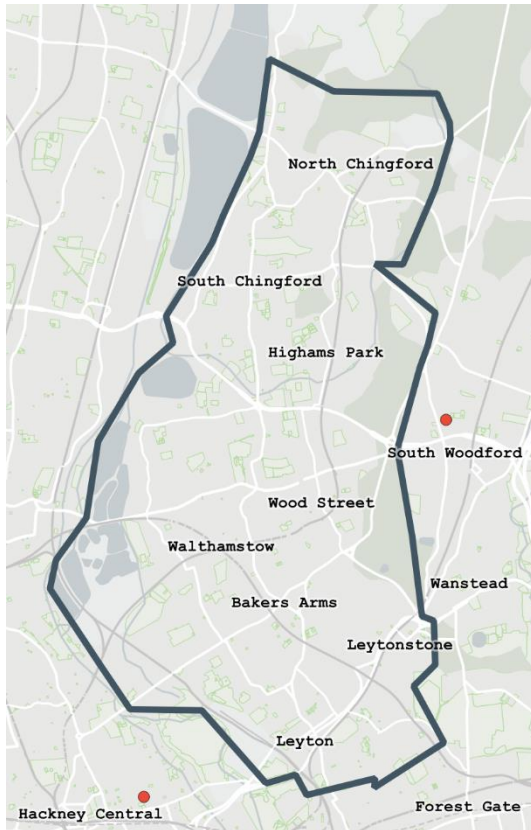 North Chingford
South Chingford
Highams Park
South Woodford
Wood Street
Walthamstow
Wanstead
Bakers Arms
Leytonstone
Leyton
Hackney Central
Forest Gate